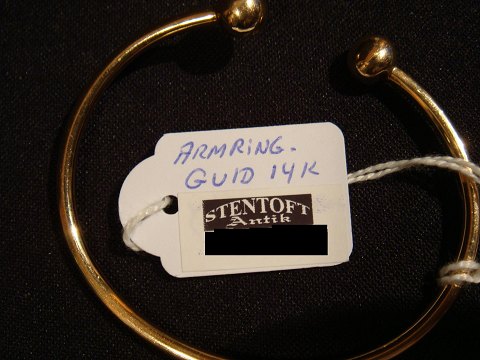 ARMRING.
GULD 14K
STENTOFT
Antik